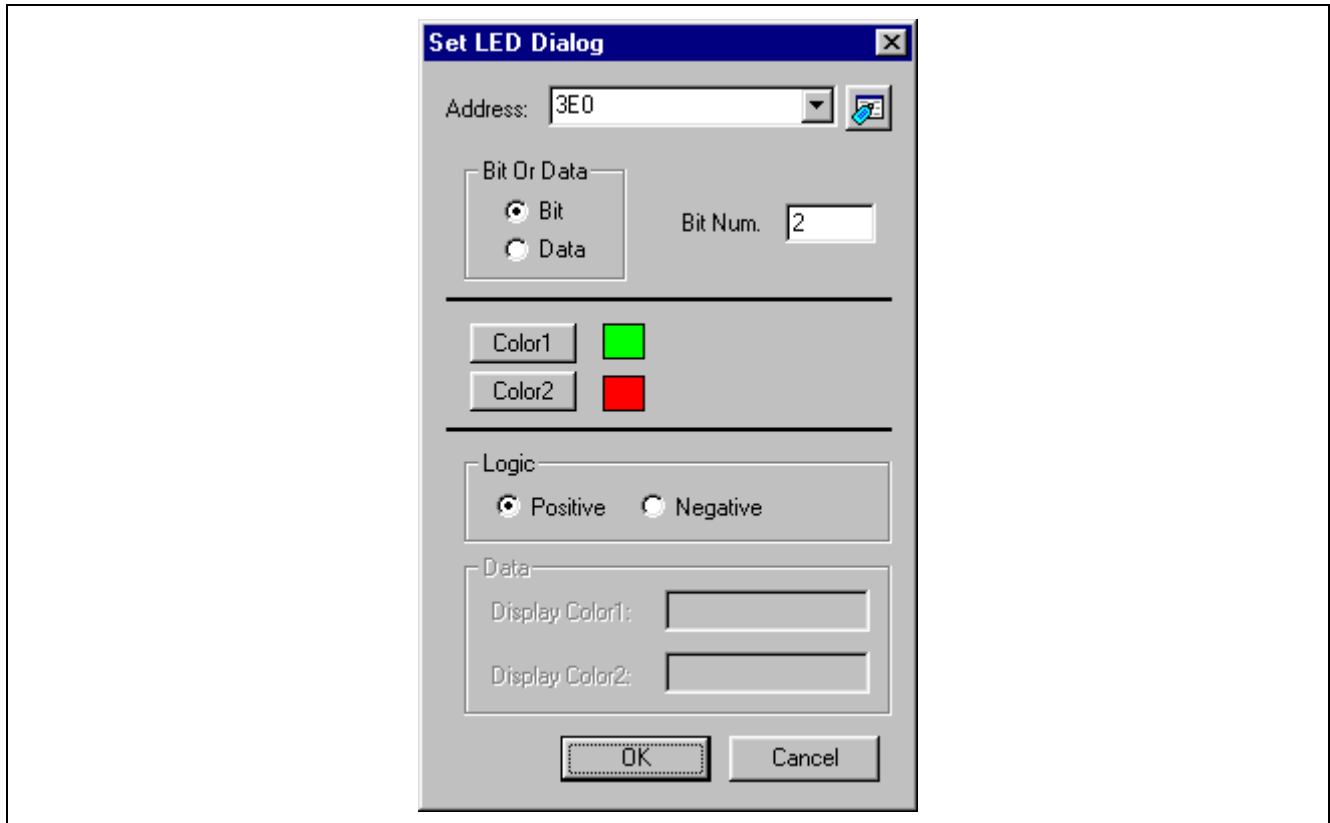 Set LED Dialog
Address: 3E0
Bit Or Data
Bit
Bit Num. 2
Data
Color1
Color2
Logic
Positive Negative
Data
Display Color1:
Display Color2:
OK Cancel